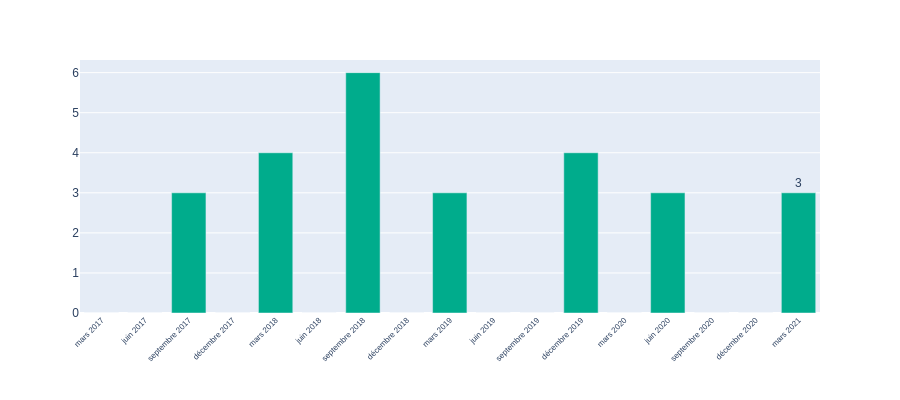 6
5
4
3
2
1
0
3
mars 2017
juin 2017
septembre 2017
décembre 2017
mars 2018
juin 2018
septembre 2018
décembre 2018
mars 2019
juin 2019
septembre 2019
décembre 2019
mars 2020
juin 2020
septembre 2020
décembre 2020
mars 2021